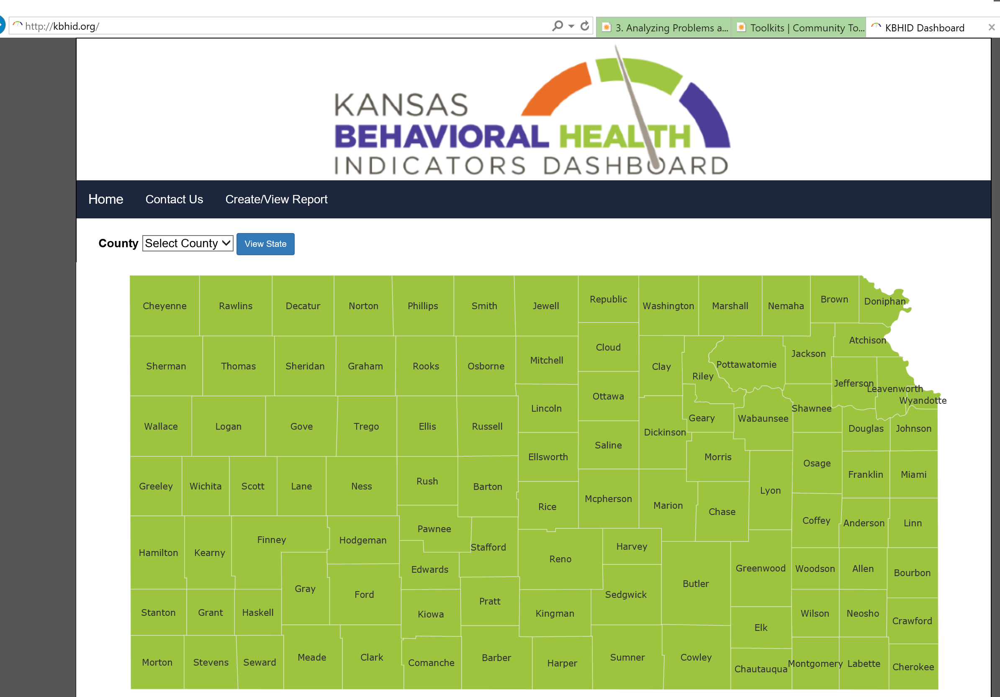 http://kbhid.org/
3. Analyzing Problems a...
Toolkits | Community To...
KBHID Dashboard
KANSAS
BEHAVIORAL HEALTH
INDICATORS DASHBOARD
Home Contact Us Create/View Report
County Select County View State
Cheyenne Rawlins Decatur Norton Phillips Smith Jewell Republic Washington Marshall Nemaha Brown Doniphan
Cloud Atchison
Sherman Thomas Sheridan Graham Rooks Osborne Mitchell Clay Riley Pottawatomie Jackson
Jefferson Leavenworth
Wyandotte
Lincoln Ottawa Shawnee
Wallace Logan Gove Trego Ellis Russell Dickinson Geary Wabaunsee Douglas Johnson
Ellsworth Saline Morris Osage
Greeley Wichita Scott Lane Ness Rush Barton Franklin Miami
Rice Mcpherson Marion Chase Lyon
Pawnee Coffey Anderson Linn
Hamilton Kearny Finney Hodgeman Stafford Reno Harvey
Edwards Greenwood Woodson Allen Bourbon
Gray Ford Pratt Sedgwick Butler
Stanton Grant Haskell Kiowa Kingman Wilson Neosho Crawford
Elk
Morton Stevens Seward Meade Clark Comanche Barber Harper Sumner Cowley Chautauqua Montgomery Labette Cherokee